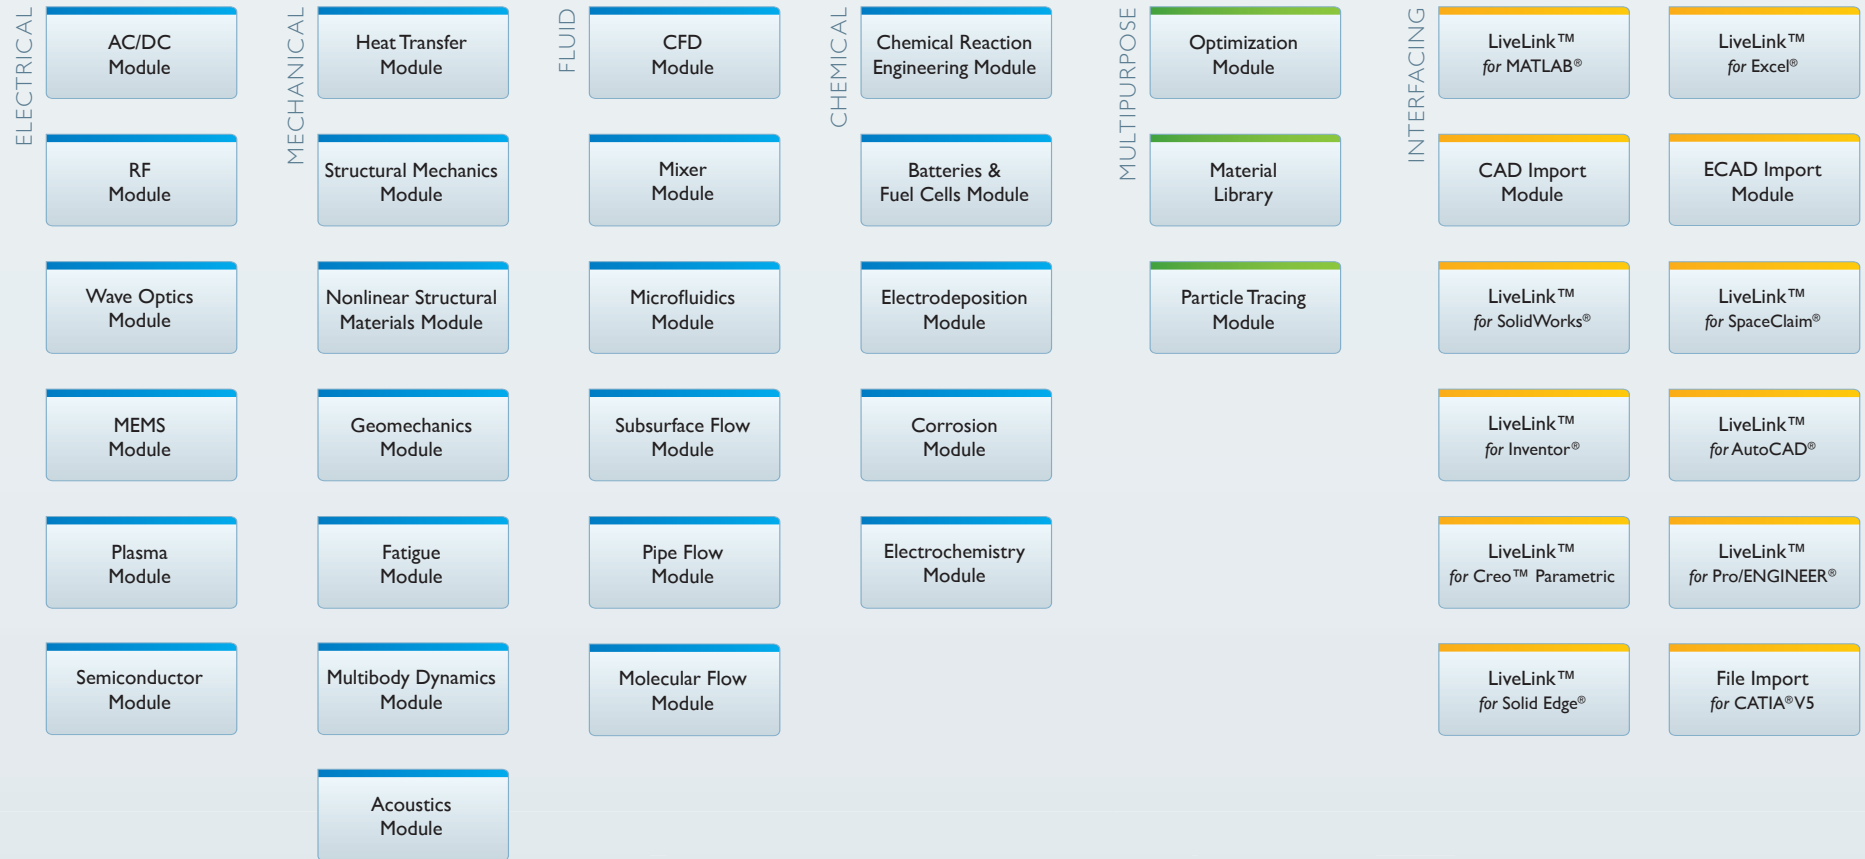 ELECTRICAL
AC/DC
Module
RF
Module
Wave Optics
Module
MEMS
Module
Plasma
Module
Semiconductor
Module
MECHANICAL
Heat Transfer
Module
Structural Mechanics
Module
Nonlinear Structural
Materials Module
Geomechanics
Module
Fatigue
Module
Multibody Dynamics
Module
Acoustics
Module
FLUID
CFD
Module
Mixer
Module
Microfluidics
Module
Subsurface Flow
Module
Pipe Flow
Module
Molecular Flow
Module
CHEMICAL
Chemical Reaction
Engineering Module
Batteries &
Fuel Cells Module
Electrodeposition
Module
Corrosion
Module
Electrochemistry
Module
MULTIPURPOSE
Optimization
Module
Material
Library
Particle Tracing
Module
INTERFACING
LiveLink™
for MATLAB®
LiveLink™
for Excel®
CAD Import
Module
ECAD Import
Module
LiveLink™
for SolidWorks®
LiveLink™
for SpaceClaim®
LiveLink™
for Inventor®
LiveLink™
for AutoCAD®
LiveLink™
for Creo™ Parametric
LiveLink™
for Pro/ENGINEER®
LiveLink™
for Solid Edge®
File Import
for CATIA® V5